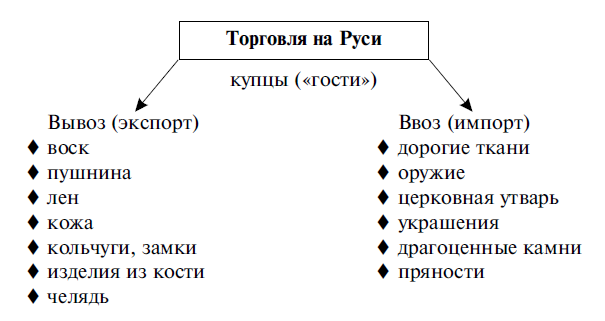 Торговля на Руси
купцы («гости»)
Вывоз (экспорт)
♦ воск
♦ пушнина
♦ лен
♦ кожа
♦ кольчуги, замки
♦ изделия из кости
♦ челядь
Ввоз (импорт)
♦ дорогие ткани
♦ оружие
♦ церковная утварь
♦ украшения
♦ драгоценные камни
♦ пряности